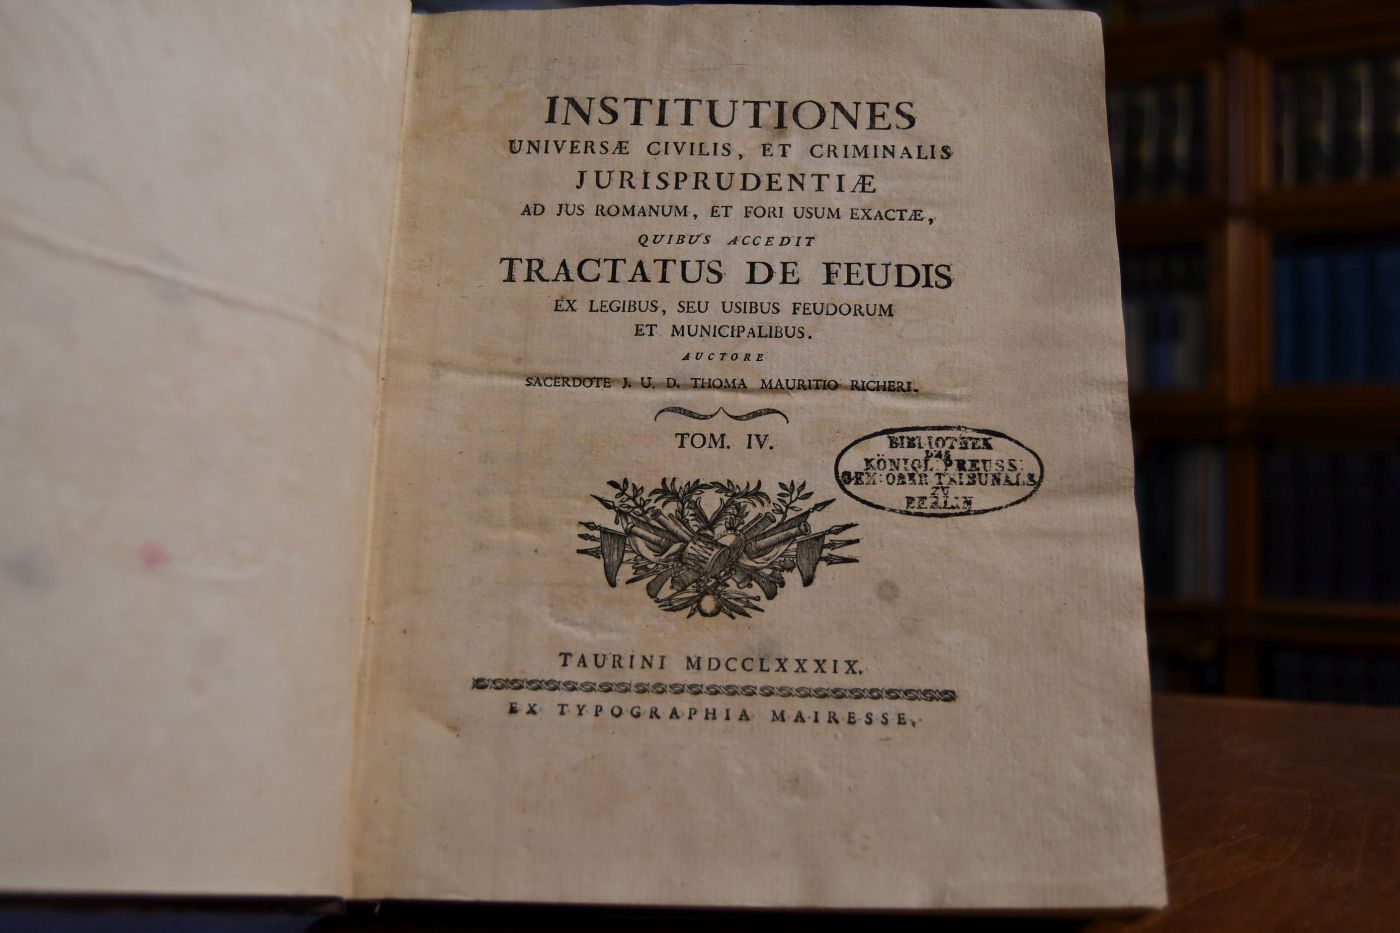 INSTITUTIONES
UNIVERSÆ CIVILIS, ET CRIMINALIS
JURISPRUDENTIÆ
AD JUS ROMANUM, ET FORI USUM EXACTÆ,
QUIBUS ACCEDIT
TRACTATUS DE FEUDIS
EX LEGIBUS, SEU USIBUS FEUDORUM
ET MUNICIPALIBUS.
AUCTORE
SACERDOTE J. U. D. THOMA MAURITIO RICHERI.
TOM. IV.
BIBLIOTHEK
DES
KÖNIGL. PREUSS:
GEH: OBER TRIBUNALS
ZU
BERLIN
TAURINI MDCCLXXXIX.
EX TYPOGRAPHIA MAIRESSE.